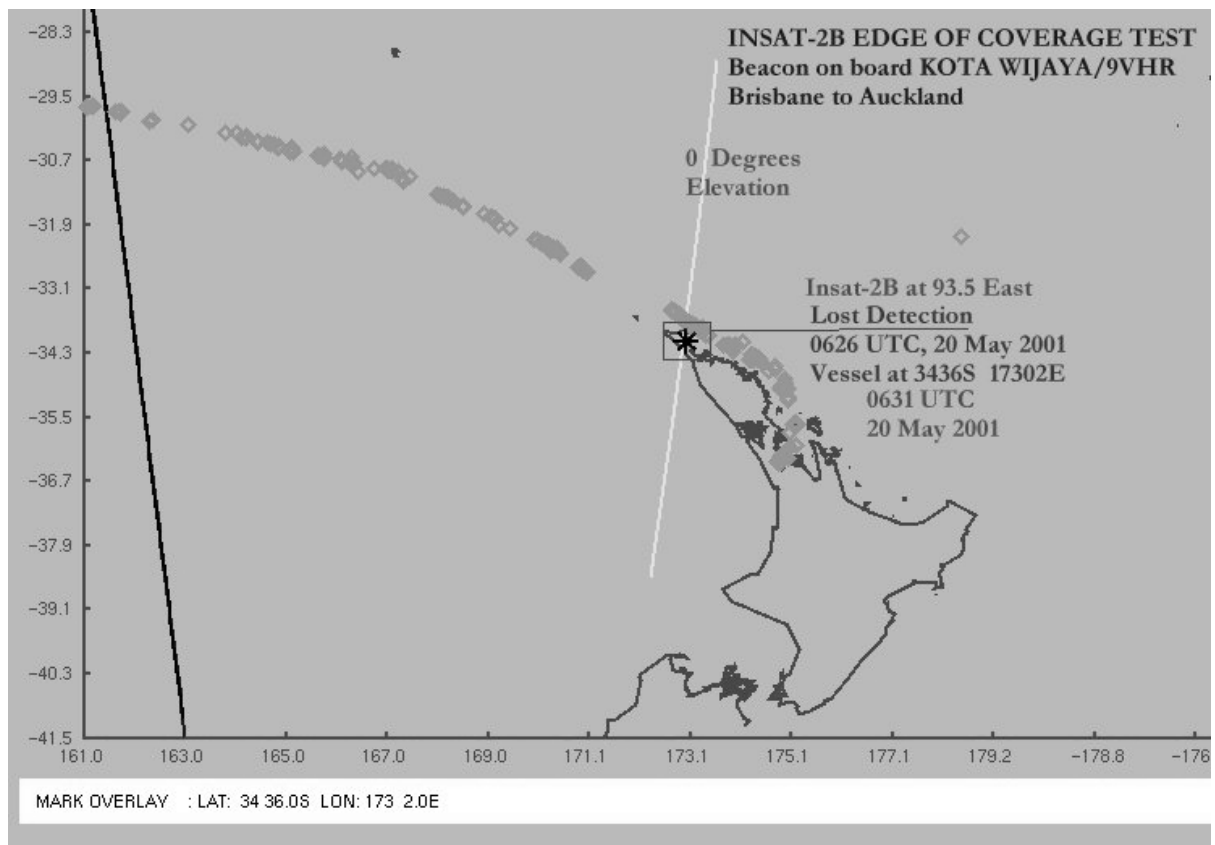 INSAT-2B EDGE OF COVERAGE TEST
Beacon on board KOTA WIJAYA/9VHR
Brisbane to Auckland
0 Degrees
Elevation
Insat-2B at 93.5 East
Lost Detection
0626 UTC, 20 May 2001
Vessel at 3436S 17302E
0631 UTC
20 May 2001
−28.3
−29.5
−30.7
−31.9
−33.1
−34.3
−35.5
−36.7
−37.9
−39.1
−40.3
−41.5
161.0 163.0 165.0 167.0 169.0 171.1 173.1 175.1 177.1 179.2 −178.8 −176
MARK OVERLAY : LAT: 34 36.0S LON: 173 2.0E